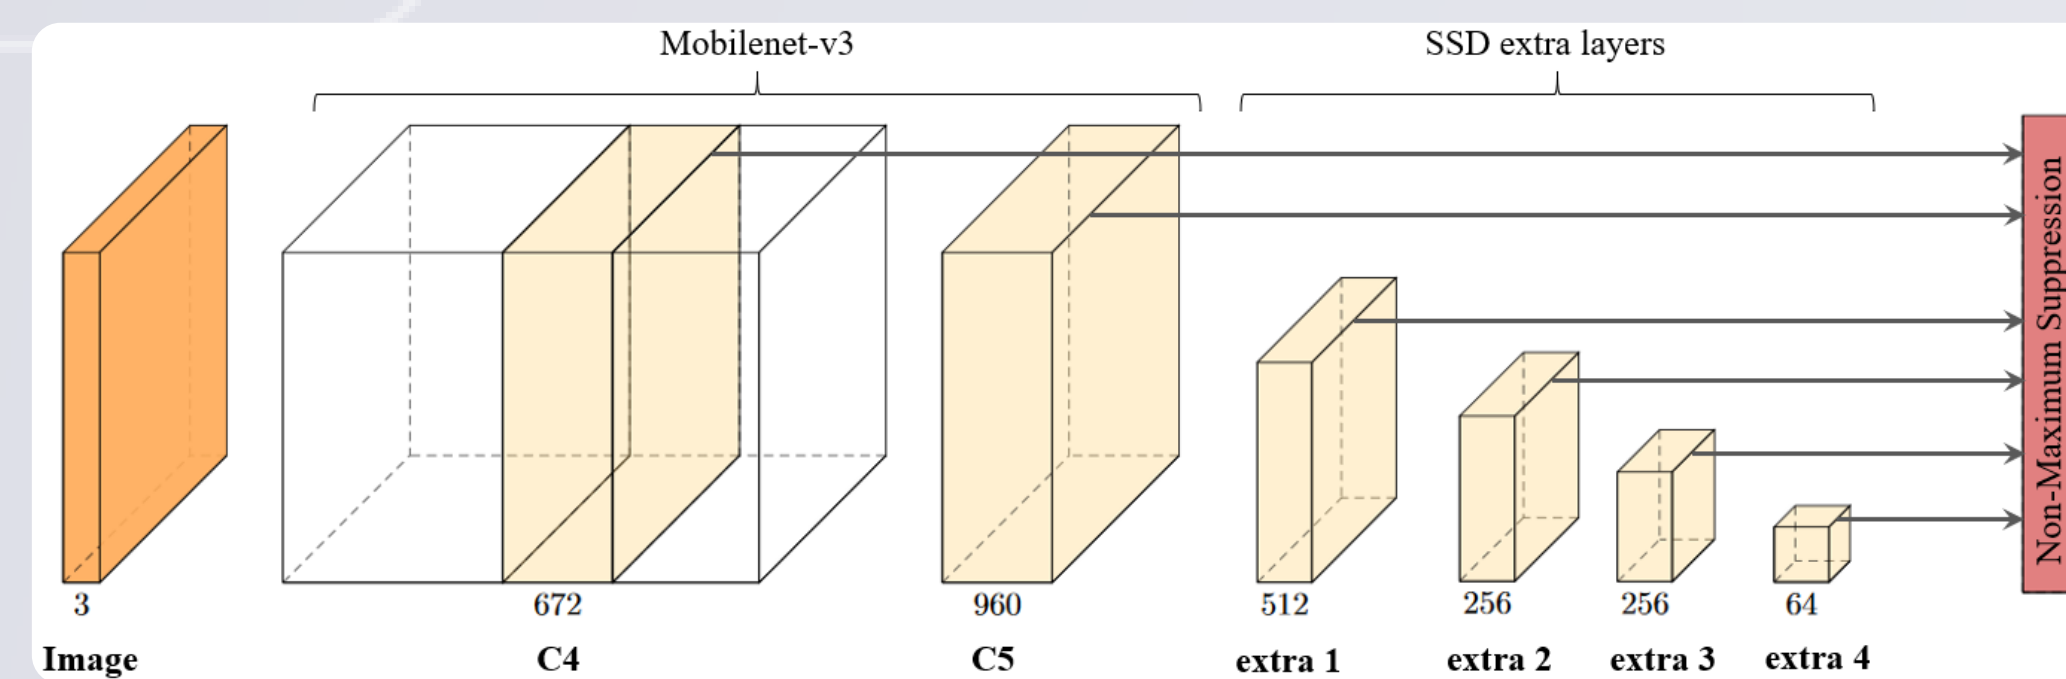 Mobilenet-v3
SSD extra layers
Non-Maximum Suppression
3
672
960
512
256
256
64
Image
C4
C5
extra 1
extra 2
extra 3
extra 4